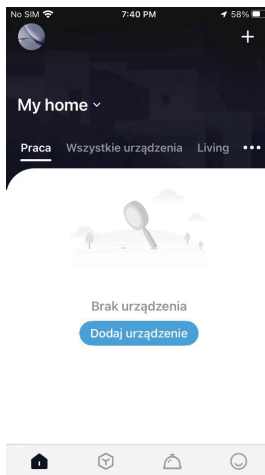 No SIM 7:40 PM 58%
+
My home
Praca Wszystkie urządzenia Living •••
Brak urządzenia
Dodaj urządzenie